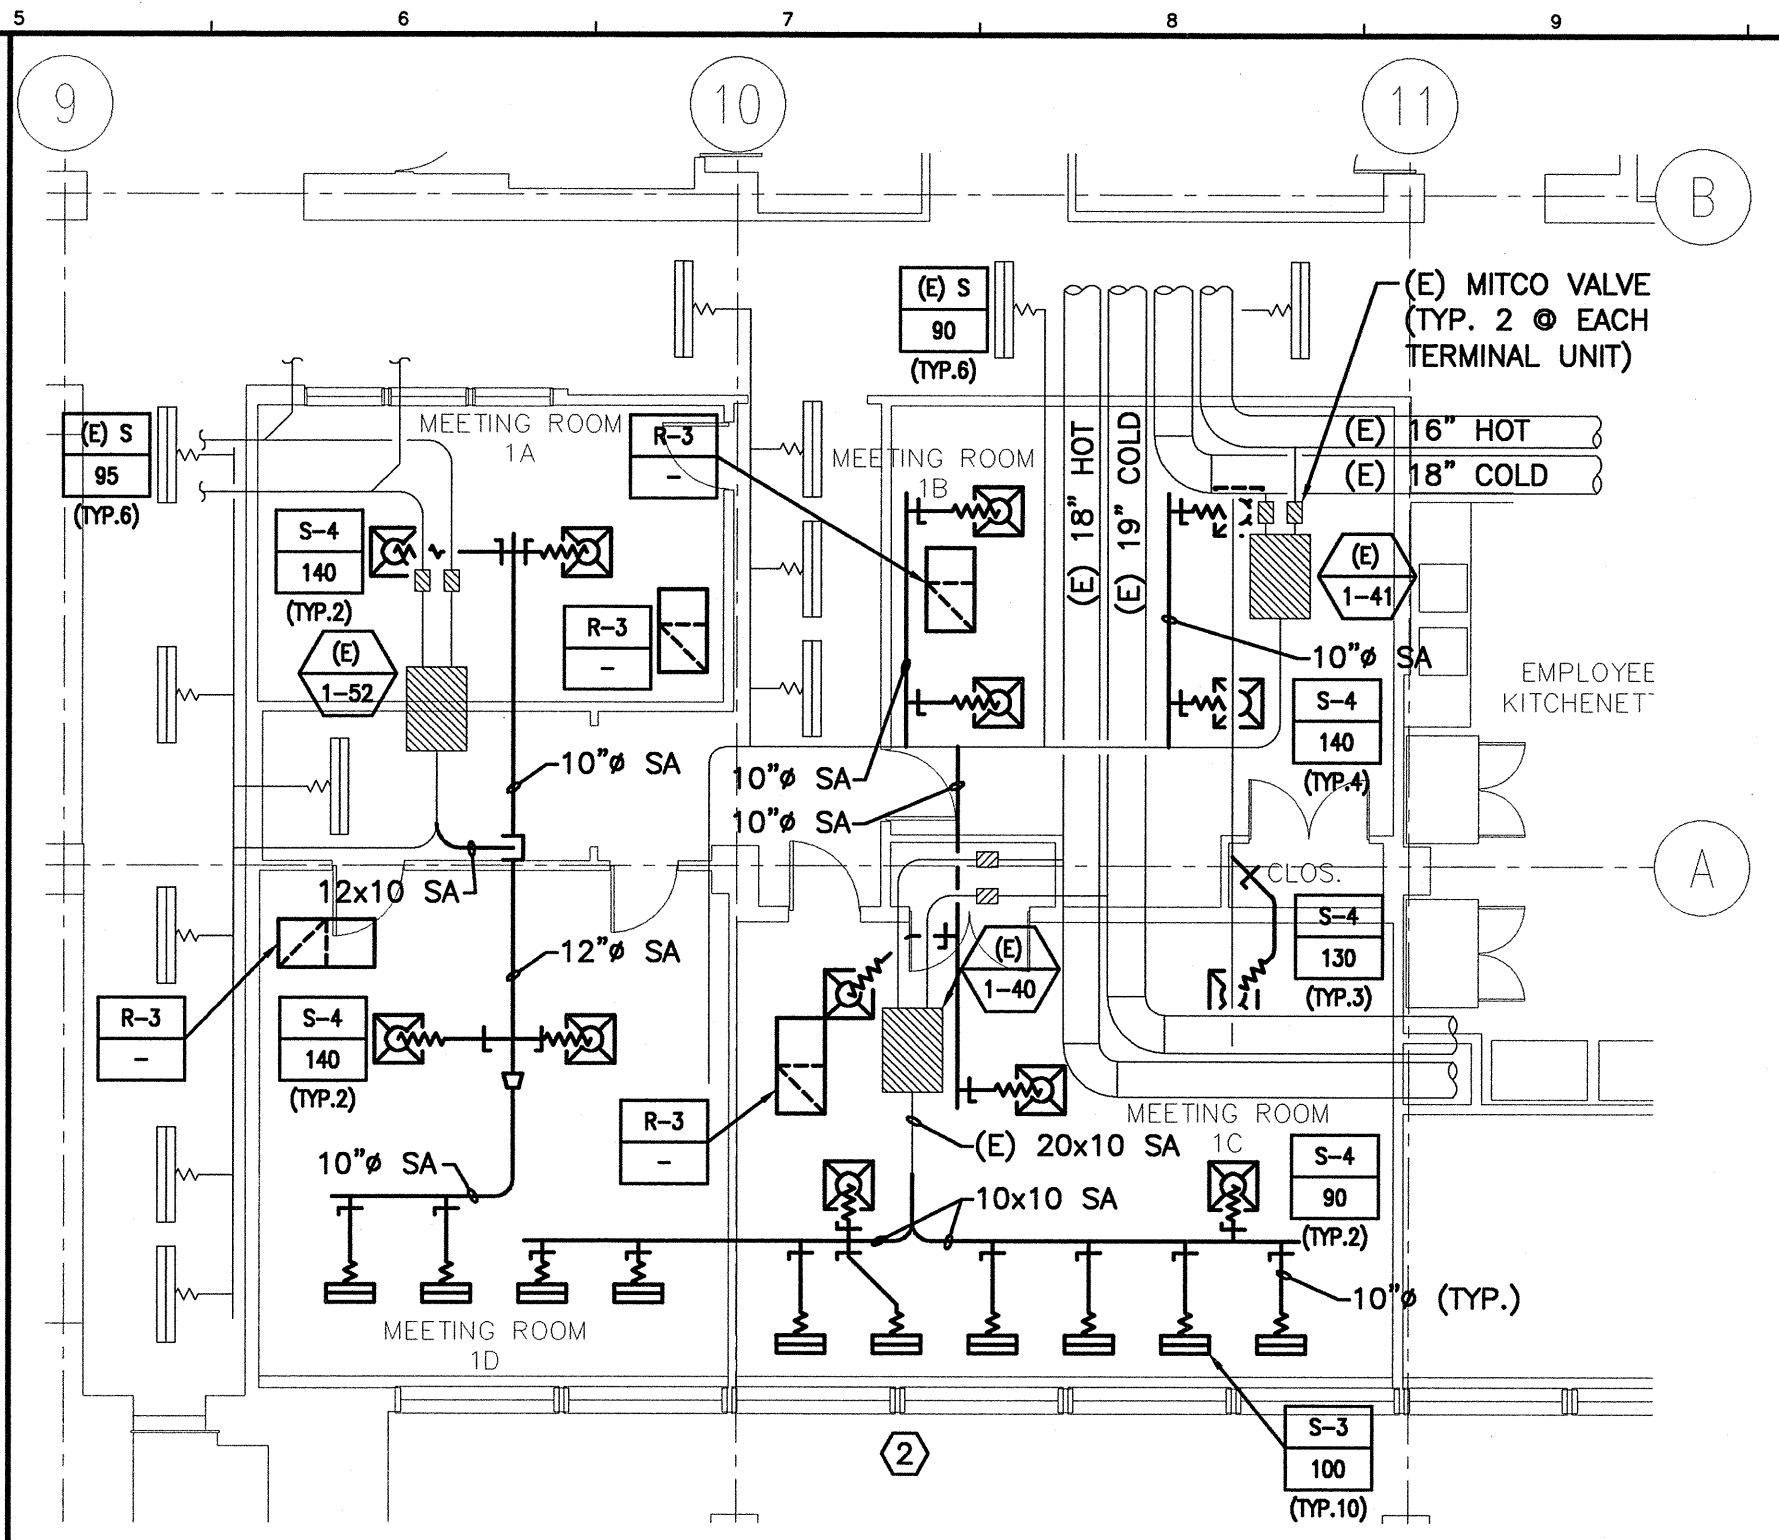 5
6
7
8
9
9
10
11
B
(E) S
90
(TYP.6)
(E) MITCO VALVE
(TYP. 2 @ EACH
TERMINAL UNIT)
(E) S
95
(TYP.6)
MEETING ROOM
1A
R-3
-
MEETING ROOM
1B
(E) 18" HOT
(E) 19" COLD
(E) 16" HOT
(E) 18" COLD
S-4
140
(TYP.2)
(E)
1-52
R-3
-
(E)
1-41
10"ø SA
S-4
140
(TYP.4)
EMPLOYEE
KITCHENET
10"ø SA
10"ø SA
10"ø SA
12x10 SA
CLOS.
A
12"ø SA
S-4
130
(TYP.3)
(E)
1-40
R-3
-
S-4
140
(TYP.2)
R-3
-
MEETING ROOM
1C
(E) 20x10 SA
10"ø SA
10x10 SA
S-4
90
(TYP.2)
10"ø (TYP.)
MEETING ROOM
1D
2
S-3
100
(TYP.10)